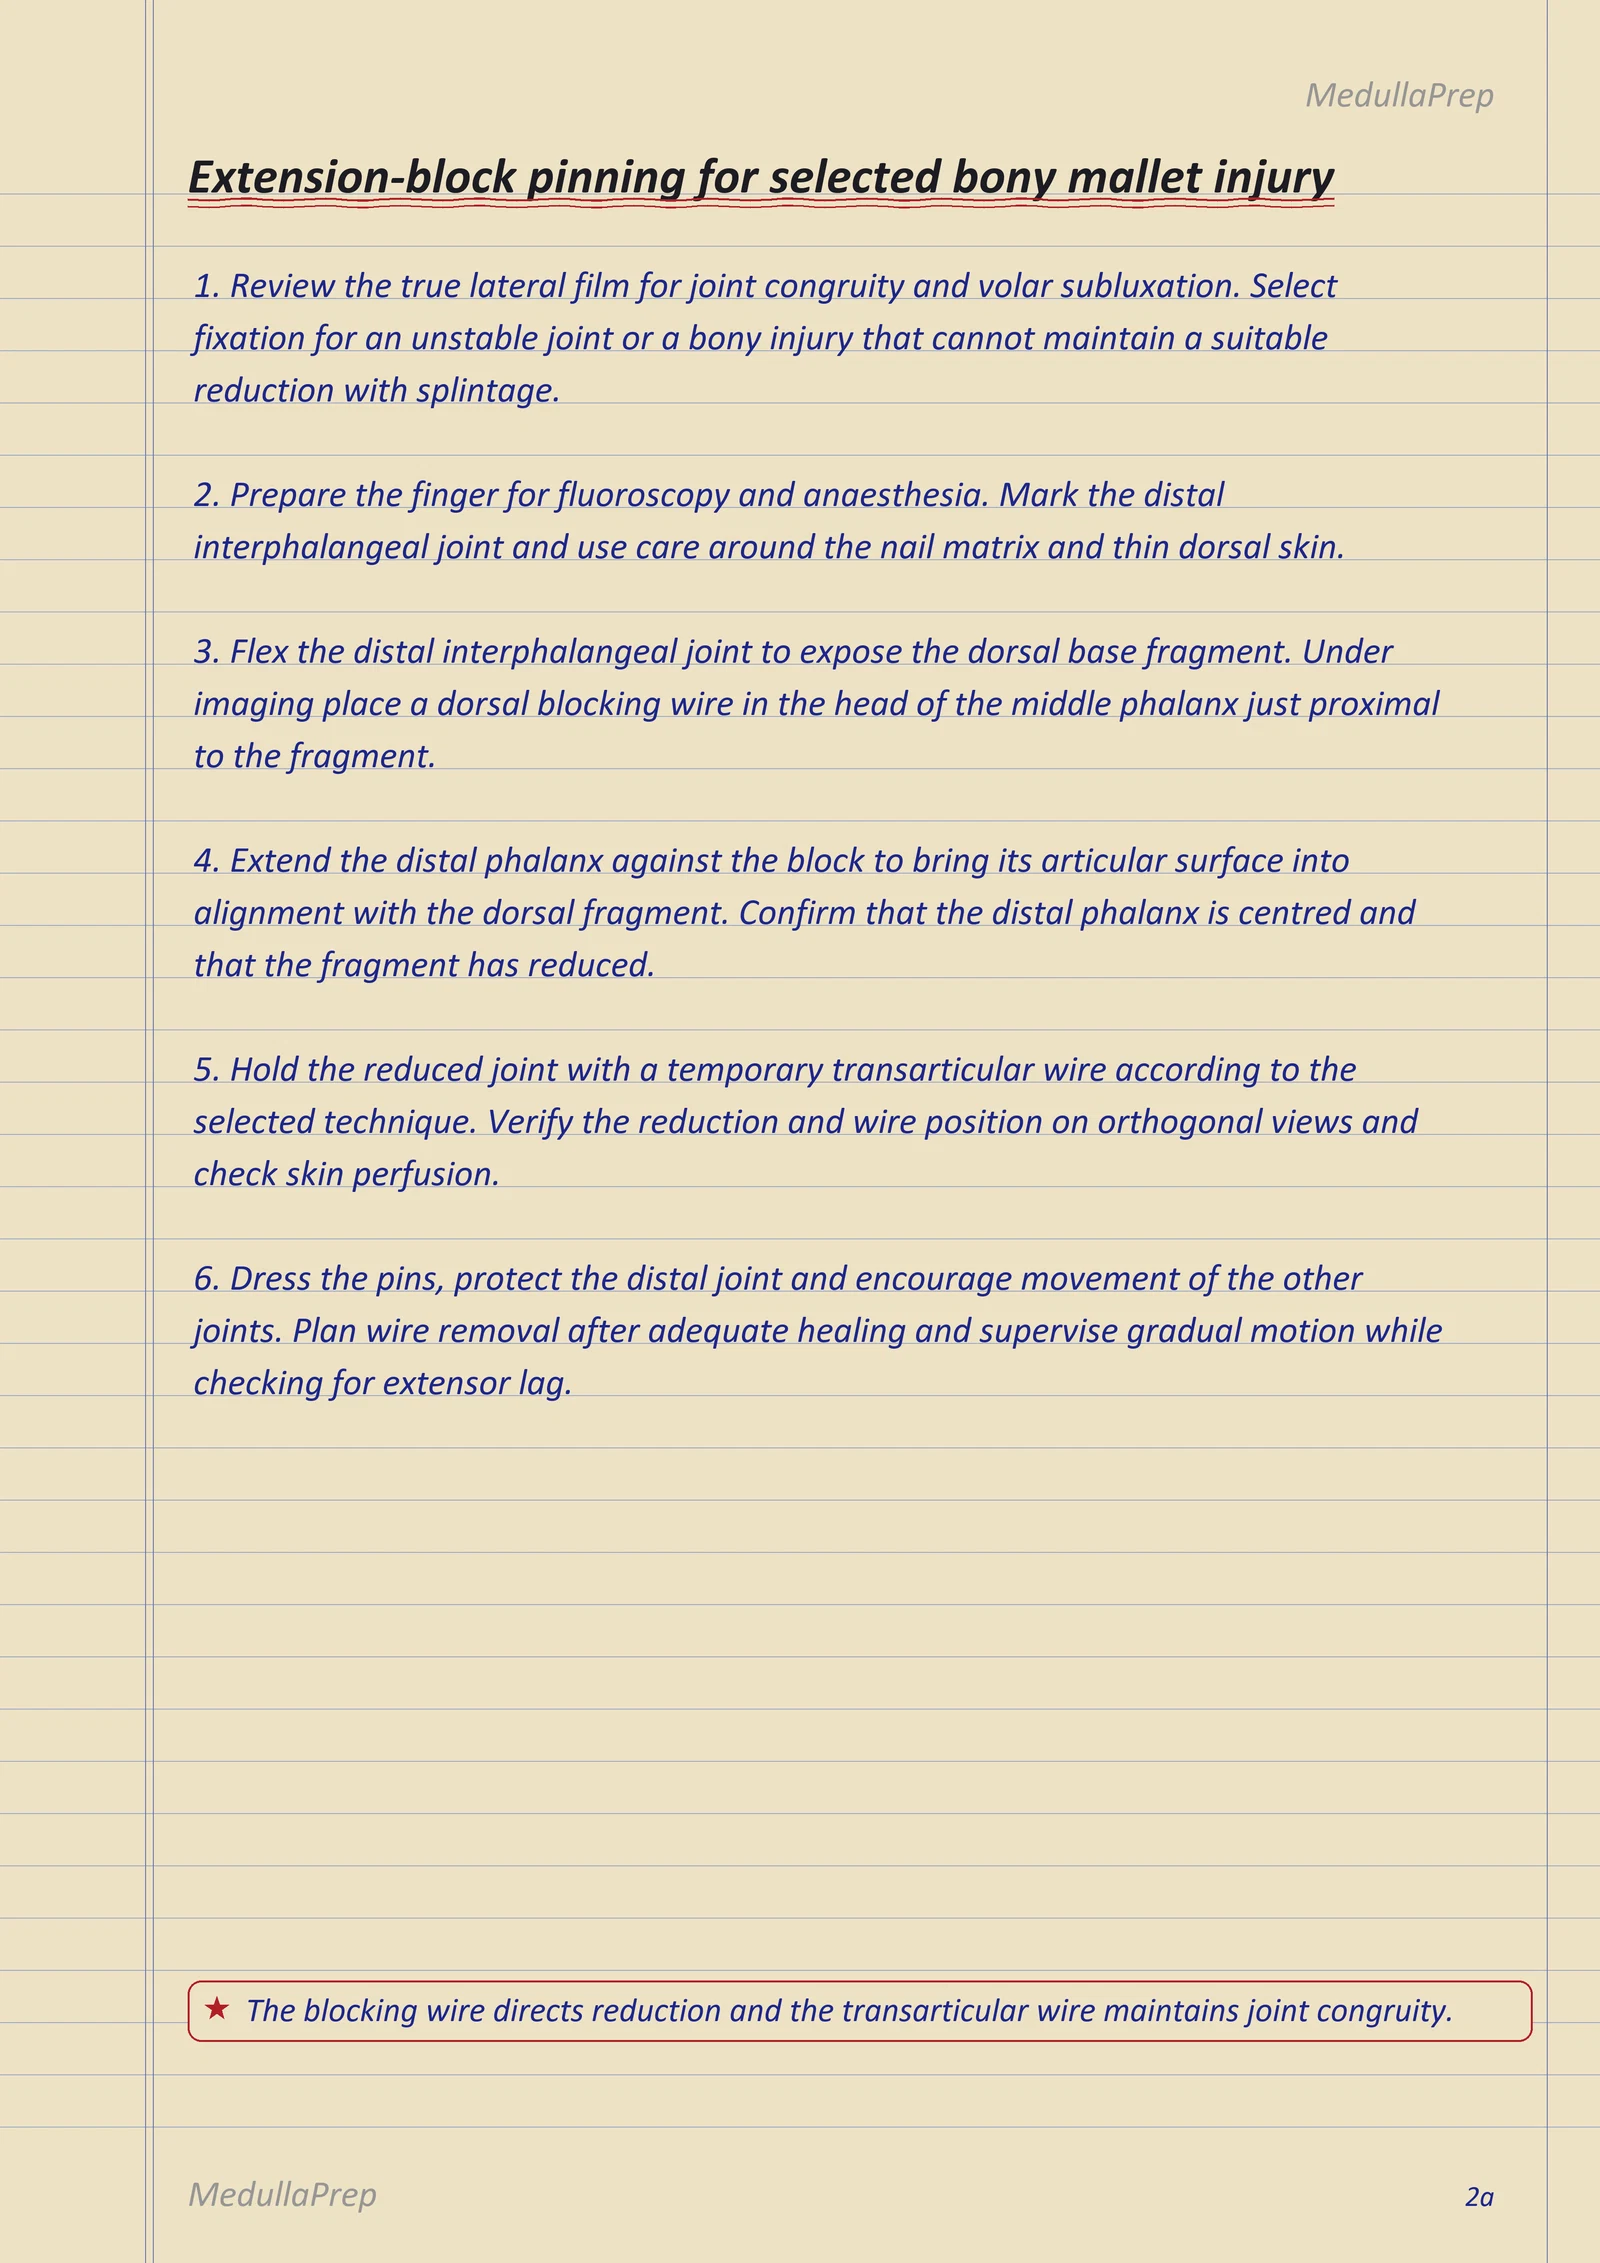 MedullaPrep
Extension-block pinning for selected bony mallet injury
1. Review the true lateral film for joint congruity and volar subluxation. Select
fixation for an unstable joint or a bony injury that cannot maintain a suitable
reduction with splintage.
2. Prepare the finger for fluoroscopy and anaesthesia. Mark the distal
interphalangeal joint and use care around the nail matrix and thin dorsal skin.
3. Flex the distal interphalangeal joint to expose the dorsal base fragment. Under
imaging place a dorsal blocking wire in the head of the middle phalanx just proximal
to the fragment.
4. Extend the distal phalanx against the block to bring its articular surface into
alignment with the dorsal fragment. Confirm that the distal phalanx is centred and
that the fragment has reduced.
5. Hold the reduced joint with a temporary transarticular wire according to the
selected technique. Verify the reduction and wire position on orthogonal views and
check skin perfusion.
6. Dress the pins, protect the distal joint and encourage movement of the other
joints. Plan wire removal after adequate healing and supervise gradual motion while
checking for extensor lag.
★ The blocking wire directs reduction and the transarticular wire maintains joint congruity.
MedullaPrep
2a